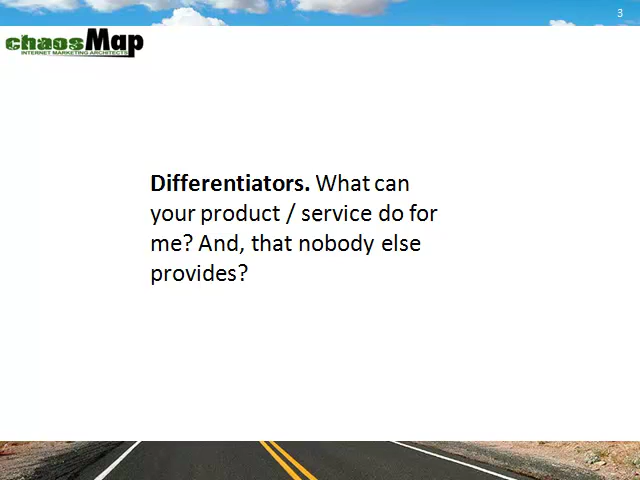 3
chaosMap
INTERNET MARKETING ARCHITECTS
Differentiators. What can
your product / service do for
me? And, that nobody else
provides?